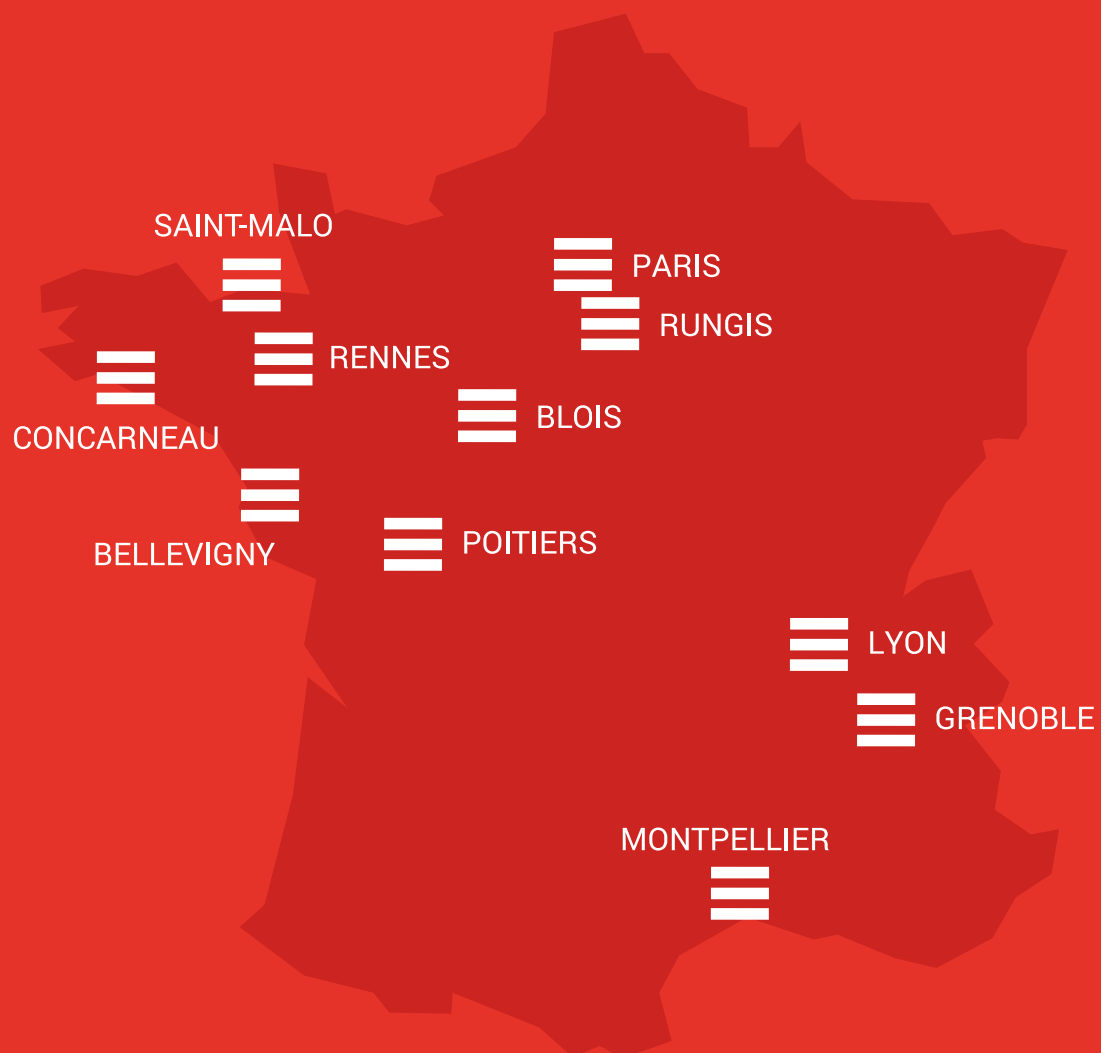 SAINT-MALO
PARIS
RUNGIS
RENNES
BLOIS
CONCARNEAU
BELLEVIGNY
POITIERS
LYON
GRENOBLE
MONTPELLIER